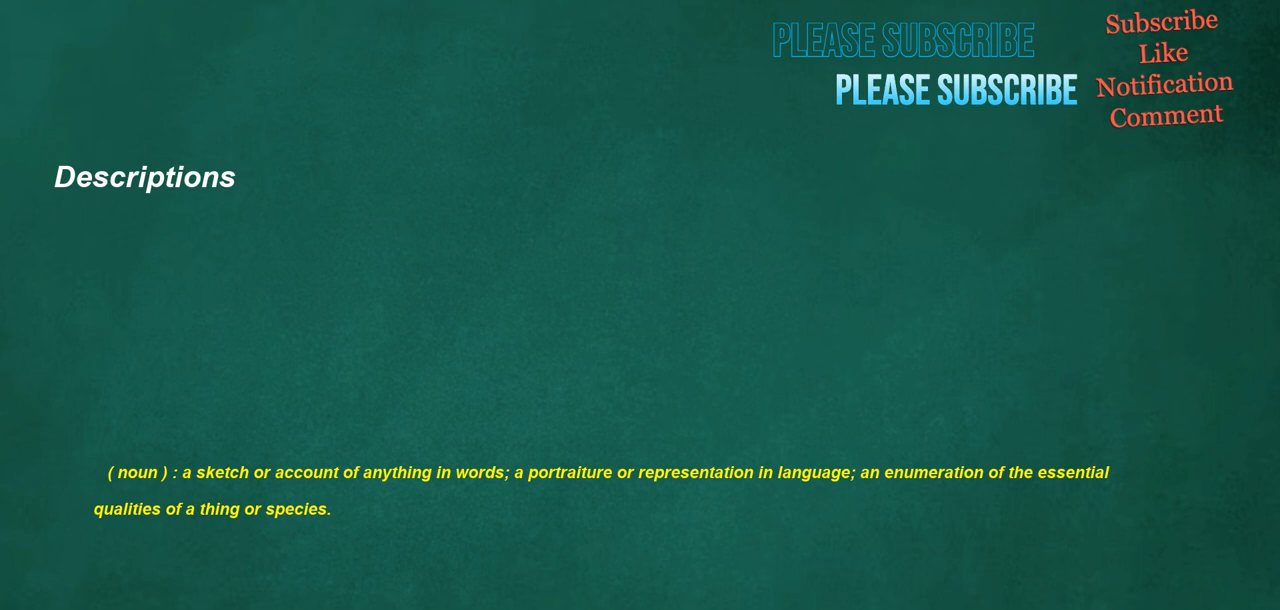 PLEASE SUBSCRIBE
PLEASE SUBSCRIBE
Subscribe
Like
Notification
Comment
Descriptions
( noun ) : a sketch or account of anything in words; a portraiture or representation in language; an enumeration of the essential
qualities of a thing or species.